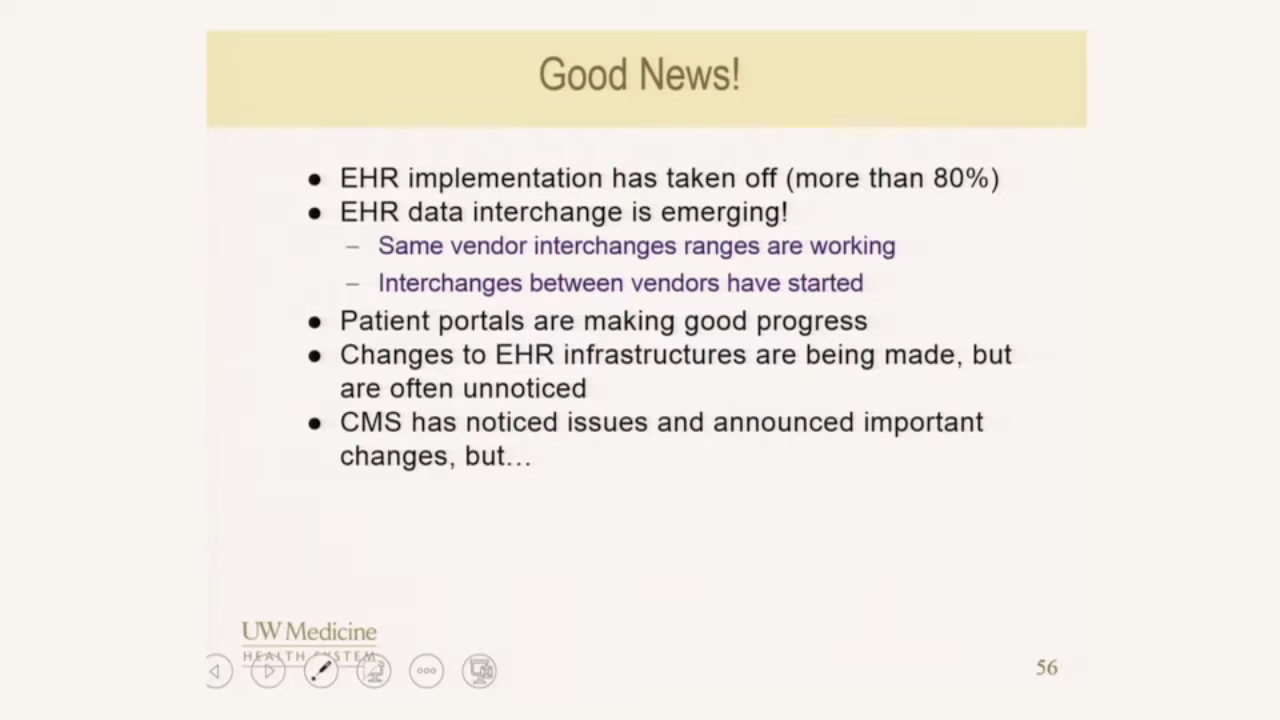 Good News!
● EHR implementation has taken off (more than 80%)
● EHR data interchange is emerging!
– Same vendor interchanges ranges are working
– Interchanges between vendors have started
● Patient portals are making good progress
● Changes to EHR infrastructures are being made, but
are often unnoticed
● CMS has noticed issues and announced important
changes, but…
UW Medicine
HEALTH SYSTEM
56